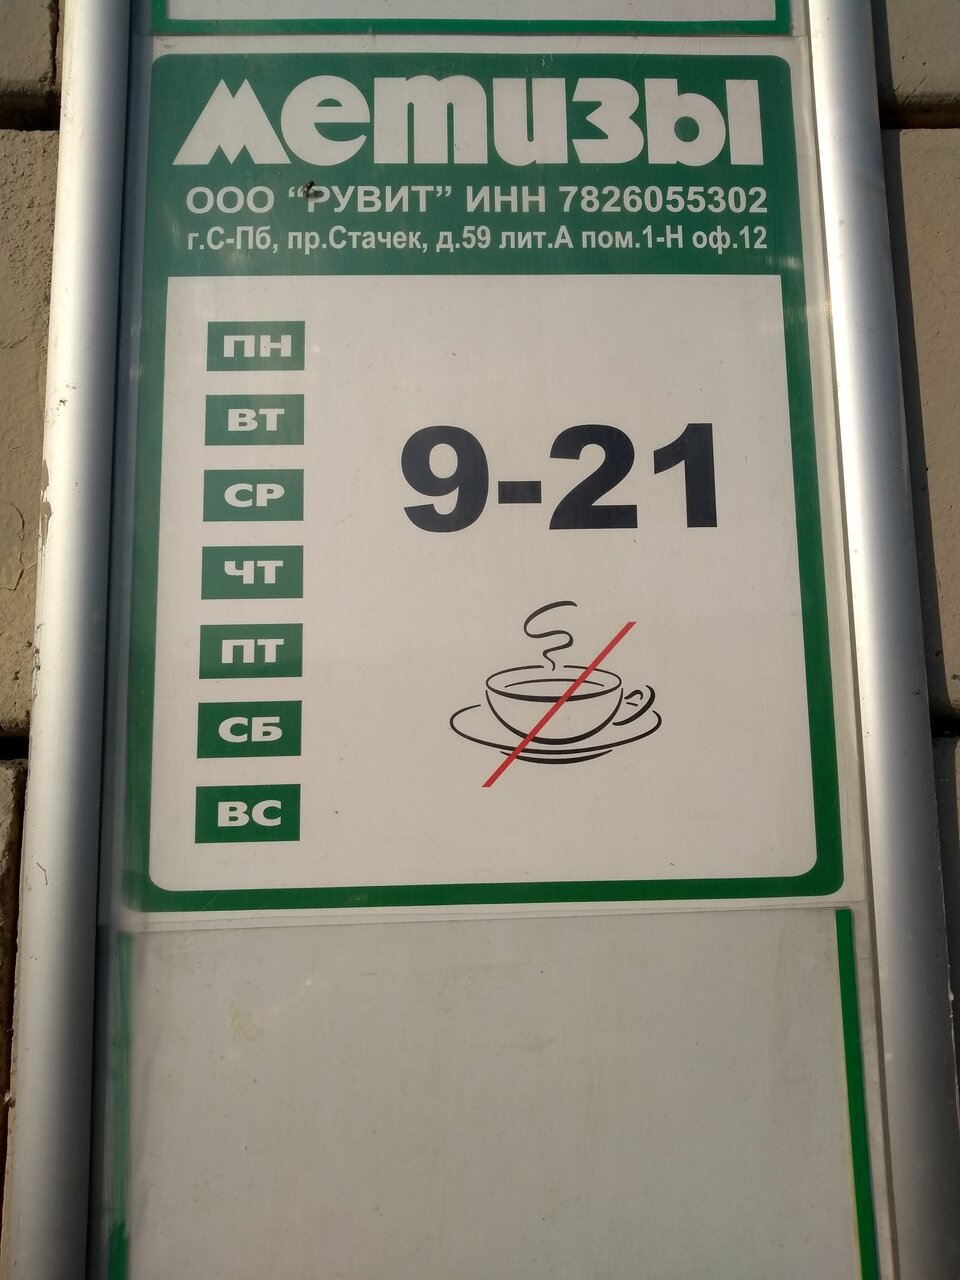 метизы
ООО “РУВИТ” ИНН 7826055302
г.С-Пб, пр.Стачек, д.59 лит.А пом.1-Н оф.12
ПН
ВТ
9-21
СР
ЧТ
ПТ
СБ
ВС